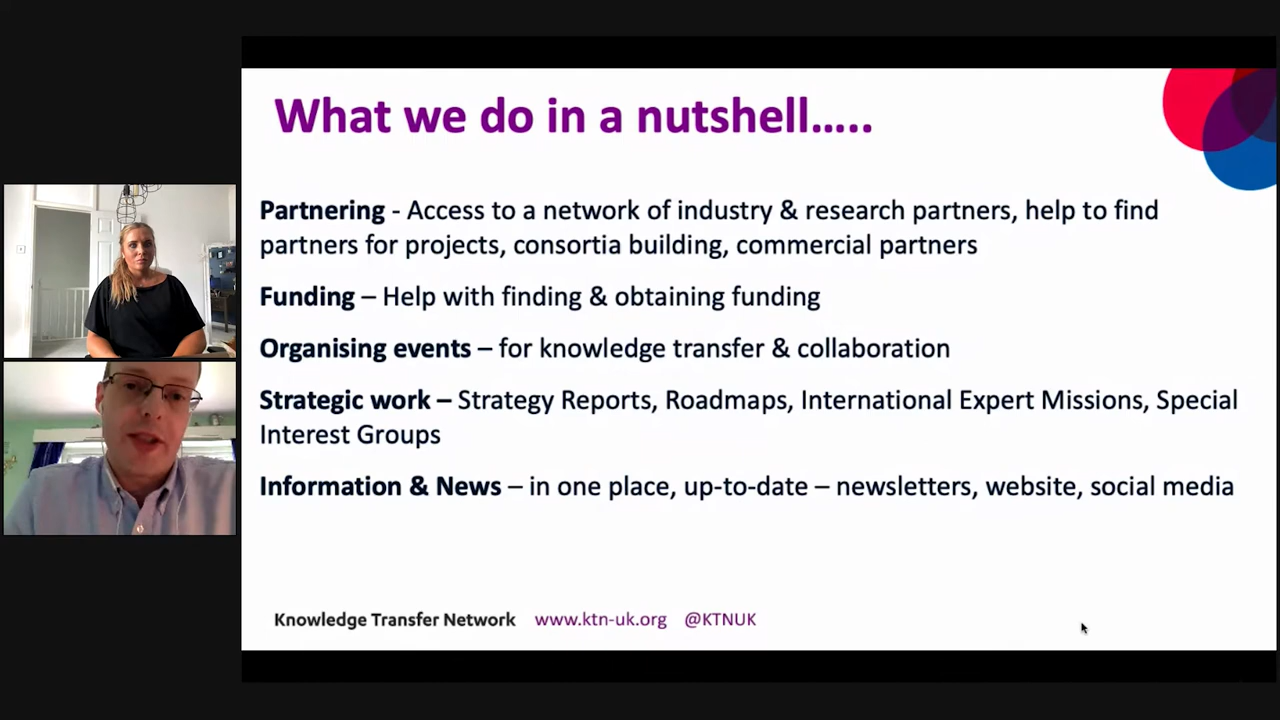 What we do in a nutshell.....
Partnering - Access to a network of industry & research partners, help to find
partners for projects, consortia building, commercial partners
Funding – Help with finding & obtaining funding
Organising events – for knowledge transfer & collaboration
Strategic work – Strategy Reports, Roadmaps, International Expert Missions, Special
Interest Groups
Information & News – in one place, up-to-date – newsletters, website, social media
Knowledge Transfer Network www.ktn-uk.org @KTNUK